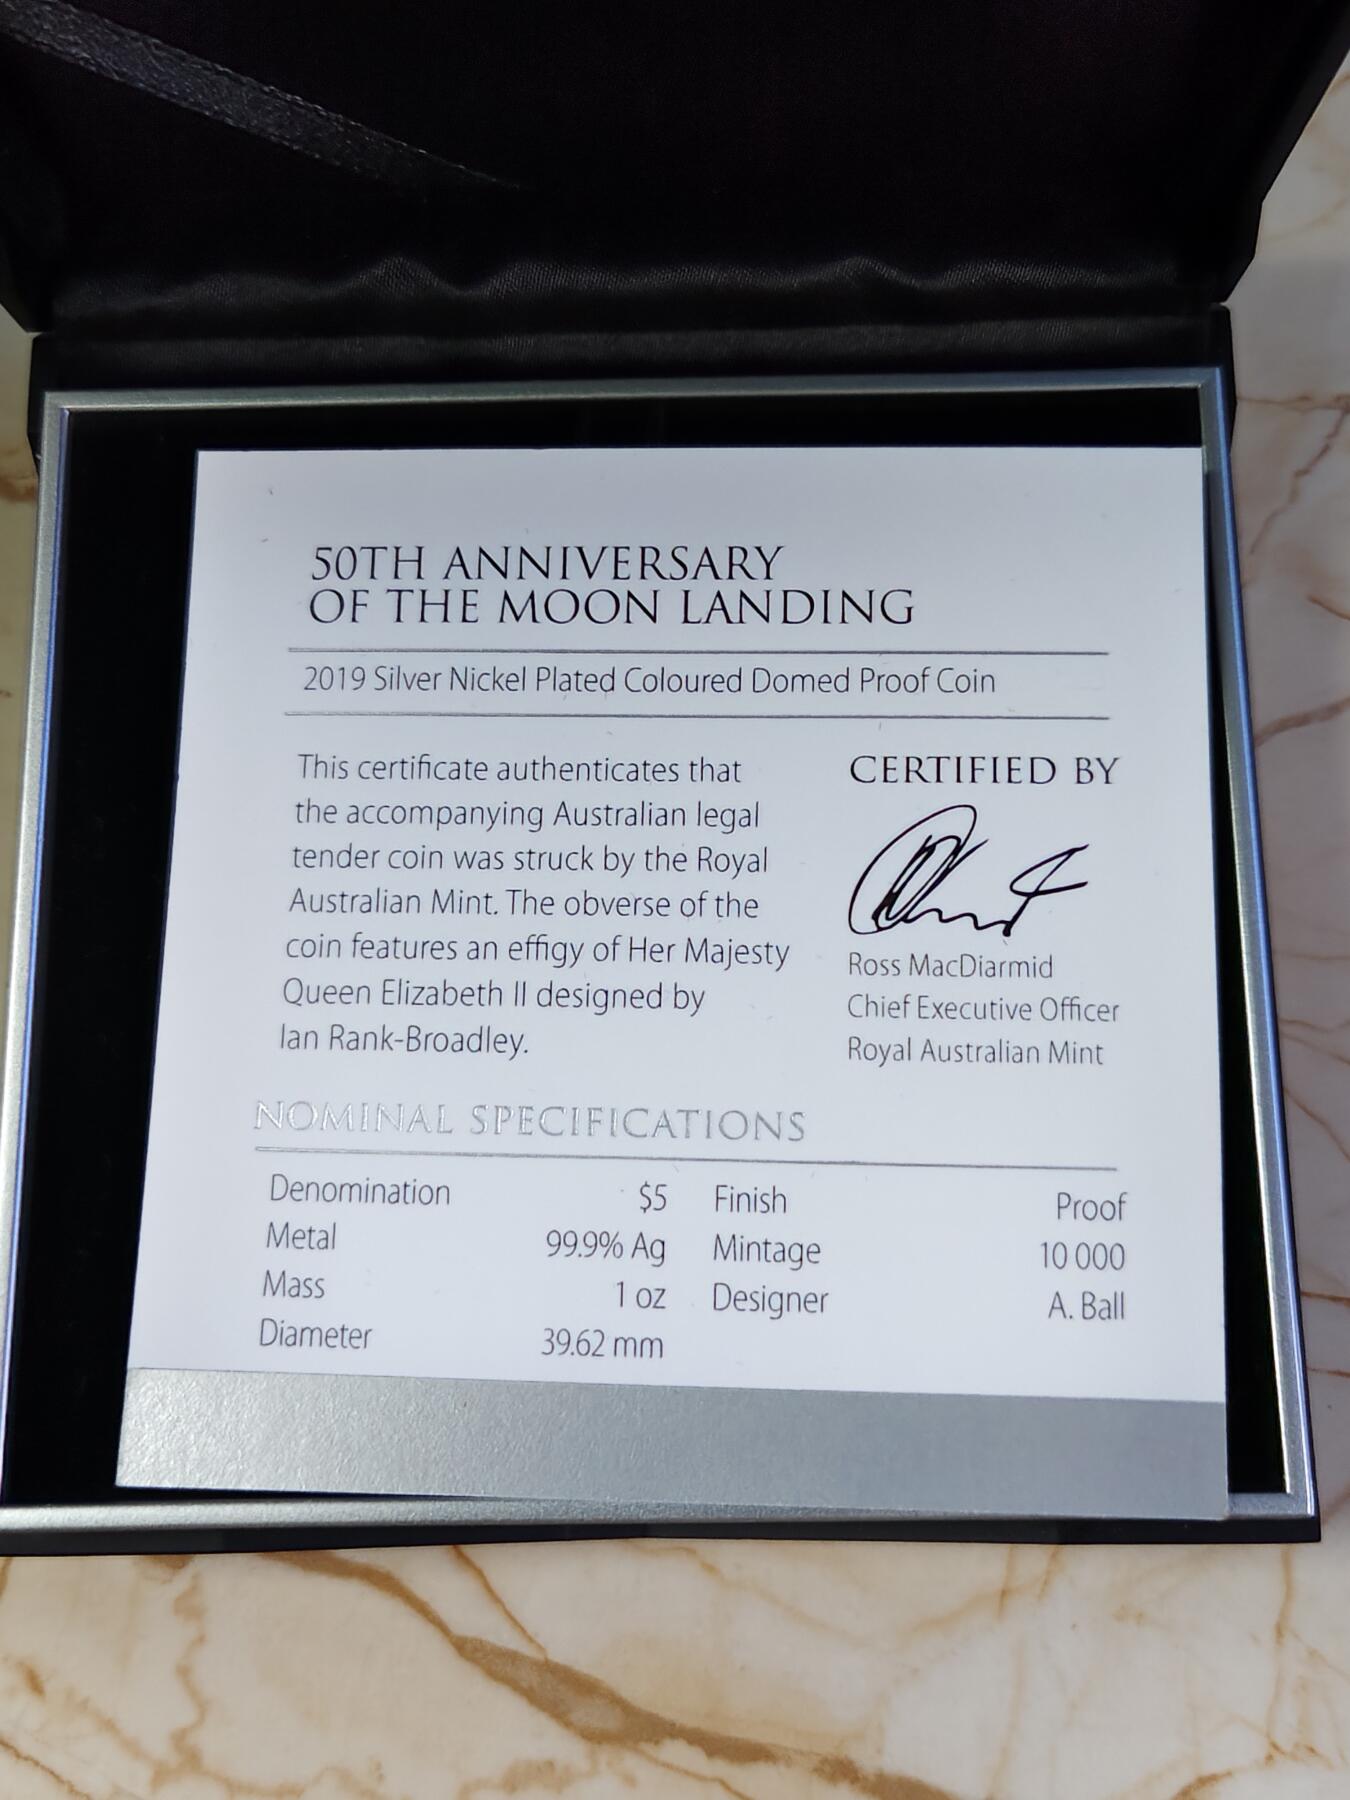 50TH ANNIVERSARY
OF THE MOON LANDING
2019 Silver Nickel Plated Coloured Domed Proof Coin
This certificate authenticates that
the accompanying Australian legal
tender coin was struck by the Royal
Australian Mint. The obverse of the
coin features an effigy of Her Majesty
Queen Elizabeth II designed by
Ian Rank-Broadley.
CERTIFIED BY
Ross MacDiarmid
Chief Executive Officer
Royal Australian Mint
NOMINAL SPECIFICATIONS
Denomination $5
Metal 99.9% Ag
Mass 1 oz
Diameter 39.62 mm
Finish Proof
Mintage 10 000
Designer A. Ball